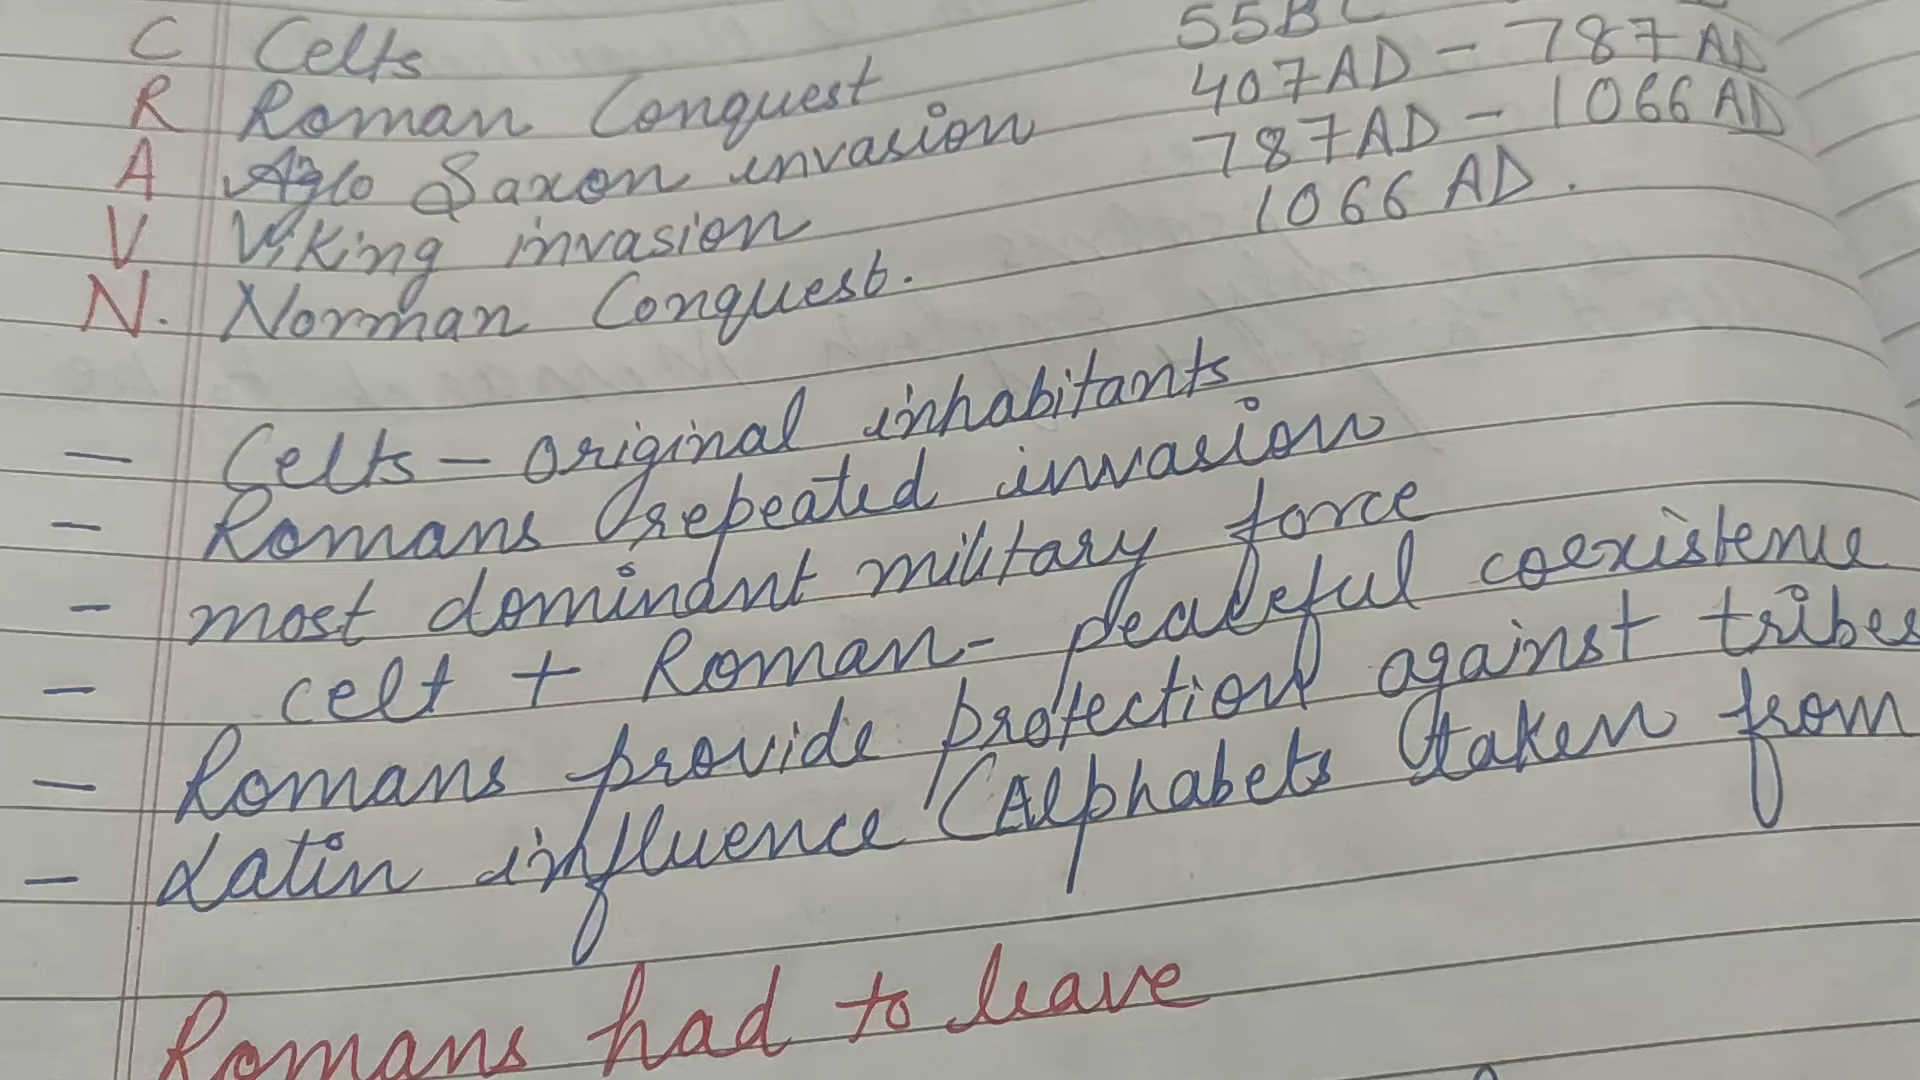 C Celts 55B
R Roman Conquest 407AD - 787 AD
A Anglo Saxon invasion 787AD - 1066 AD
V Viking invasion 1066 AD.
N. Norman Conquest.
- Celts - original inhabitants
- Romans (repeated invasion
- most dominant military force
- celt + Roman - peaceful coexistence
- Romans provide protection against tribes
- Latin influence (Alphabets taken from
Romans had to leave